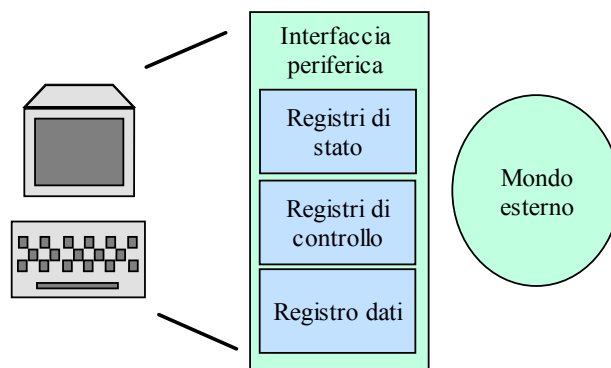 Interfaccia
periferica
Registri di
stato
Registri di
controllo
Registro dati
Mondo
esterno